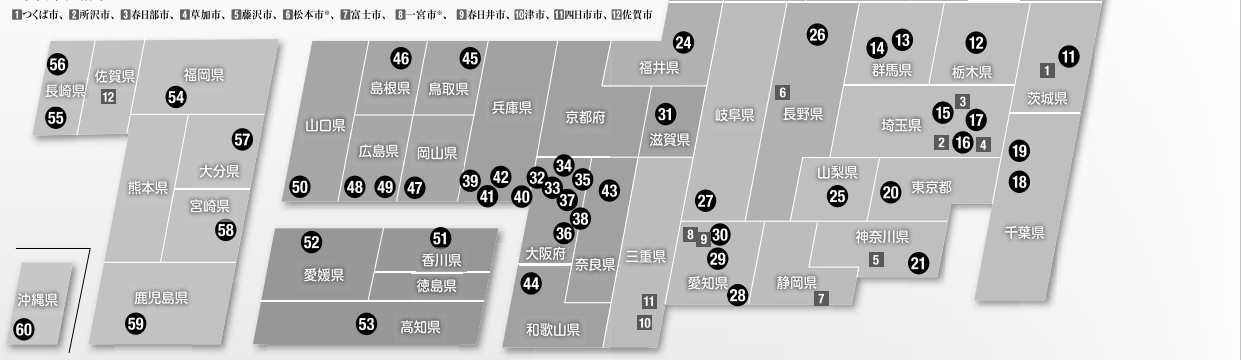 1つくば市、2所沢市、3春日部市、4草加市、5藤沢市、6松本市※、7富士市、8一宮市※、9春日井市、10津市、11四日市市、12佐賀市
56
長崎県
55
佐賀県
12
福岡県
54
57
大分県
熊本県
宮崎県
58
鹿児島県
59
沖縄県
60
山口県
50
島根県
46
鳥取県
45
広島県
48 49
岡山県
47
兵庫県
39 42
41 40
京都府
福井県
24
滋賀県
31
32 34 35
33 37
38
36
大阪府
43
奈良県
三重県
11
10
44
和歌山県
52
愛媛県
51
香川県
徳島県
53 高知県
岐阜県
27
26
6
長野県
14 13
群馬県
12
栃木県
1 11
茨城県
埼玉県
15 3 17
2 16 4
山梨県
25
20 東京都
19
18
千葉県
神奈川県
5 21
静岡県
7
8 9 30
29
愛知県
28